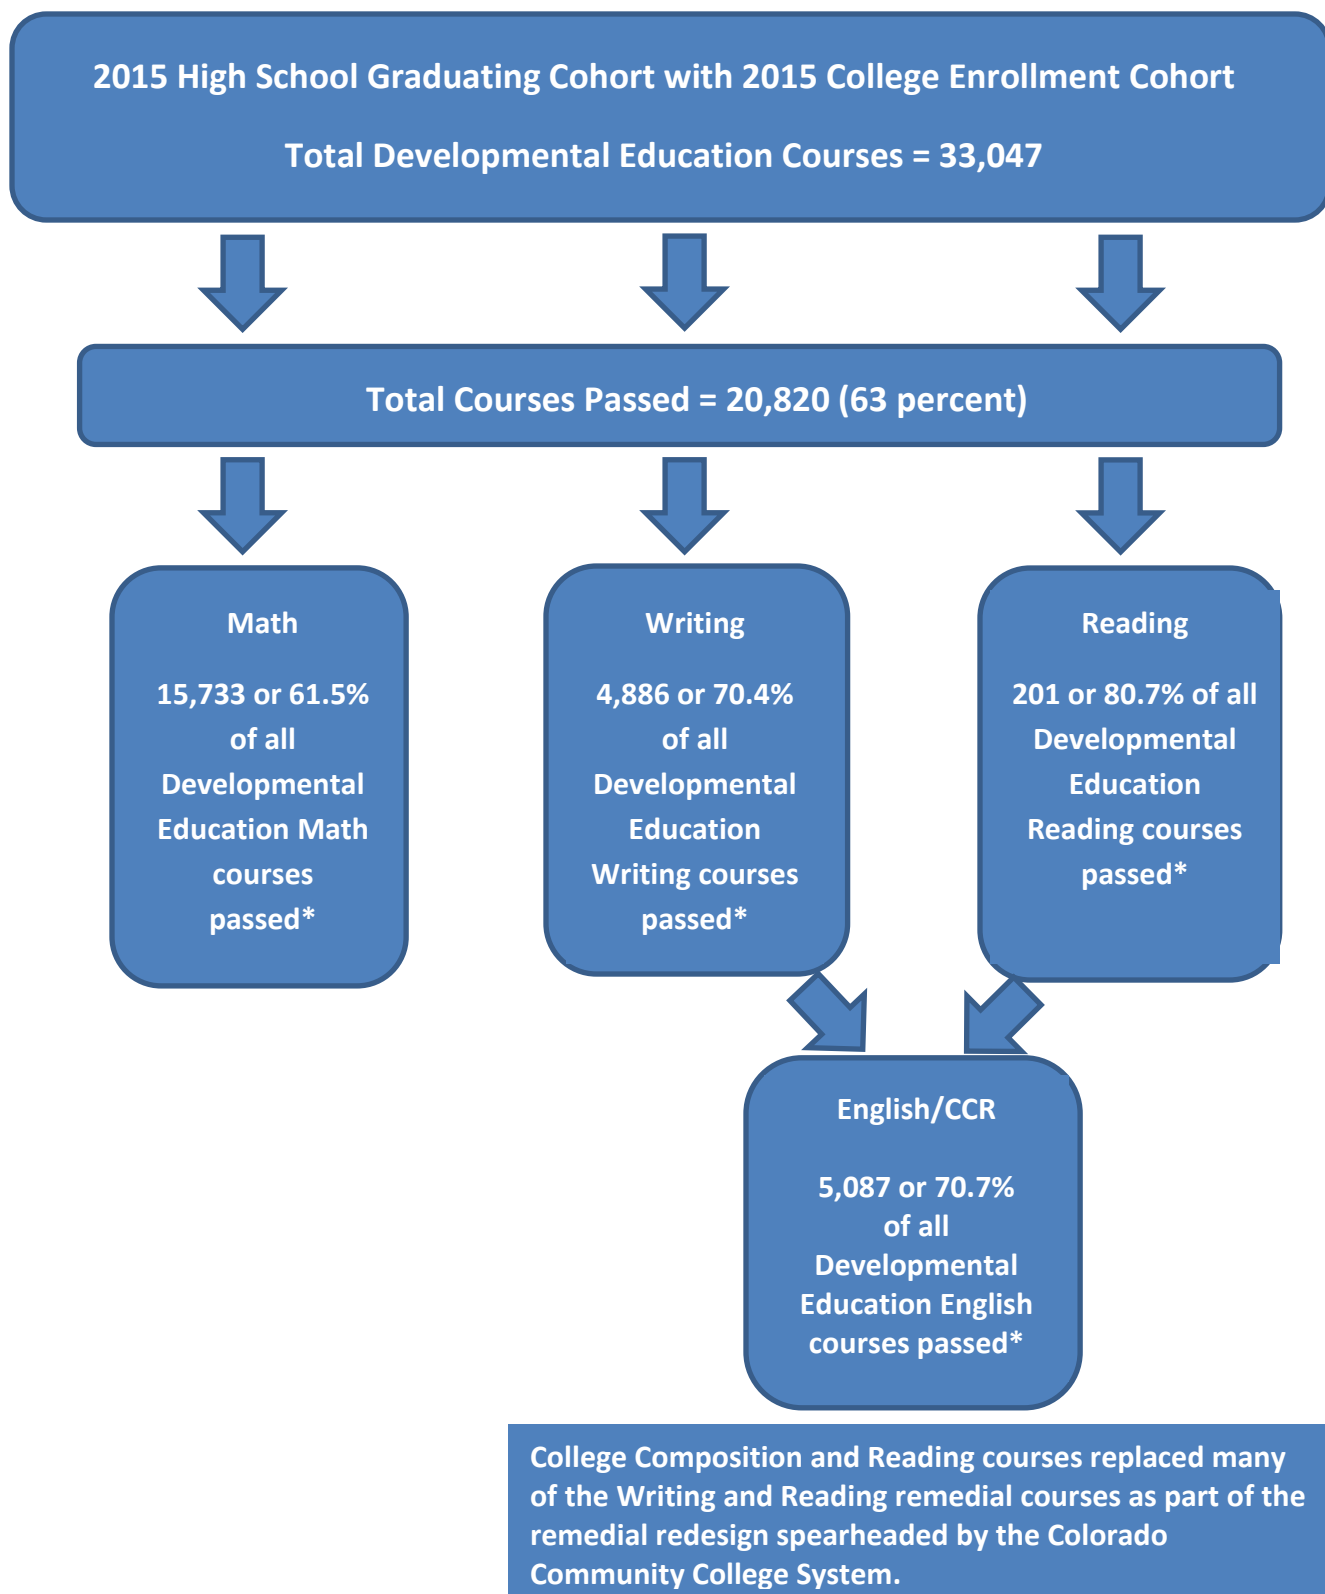 2015 High School Graduating Cohort with 2015 College Enrollment Cohort
Total Developmental Education Courses = 33,047
Total Courses Passed = 20,820 (63 percent)
Math
15,733 or 61.5%
of all
Developmental
Education Math
courses
passed*
Writing
4,886 or 70.4%
of all
Developmental
Education
Writing courses
passed*
Reading
201 or 80.7% of all
Developmental
Education
Reading courses
passed*
English/CCR
5,087 or 70.7%
of all
Developmental
Education English
courses passed*
College Composition and Reading courses replaced many
of the Writing and Reading remedial courses as part of the
remedial redesign spearheaded by the Colorado
Community College System.